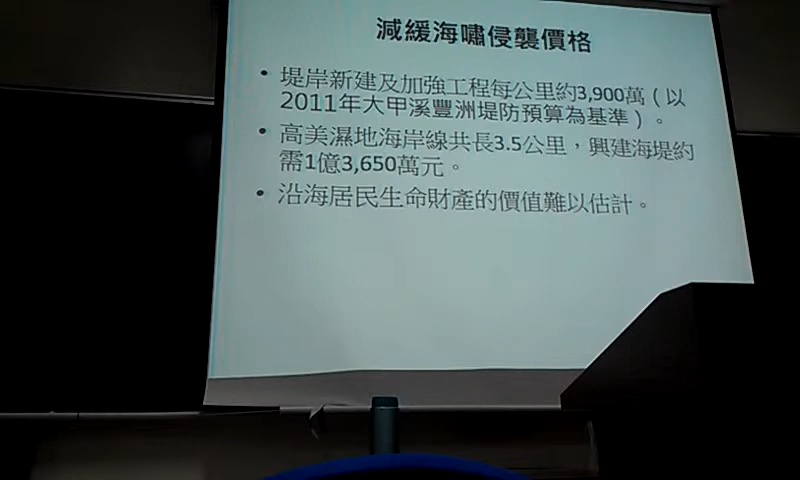 減緩海嘯侵襲價格
• 堤岸新建及加強工程每公里約3,900萬（以
2011年大甲溪豐洲堤防預算為基準）。
• 高美濕地海岸線共長3.5公里，興建海堤約
需1億3,650萬元。
• 沿海居民生命財產的價值難以估計。